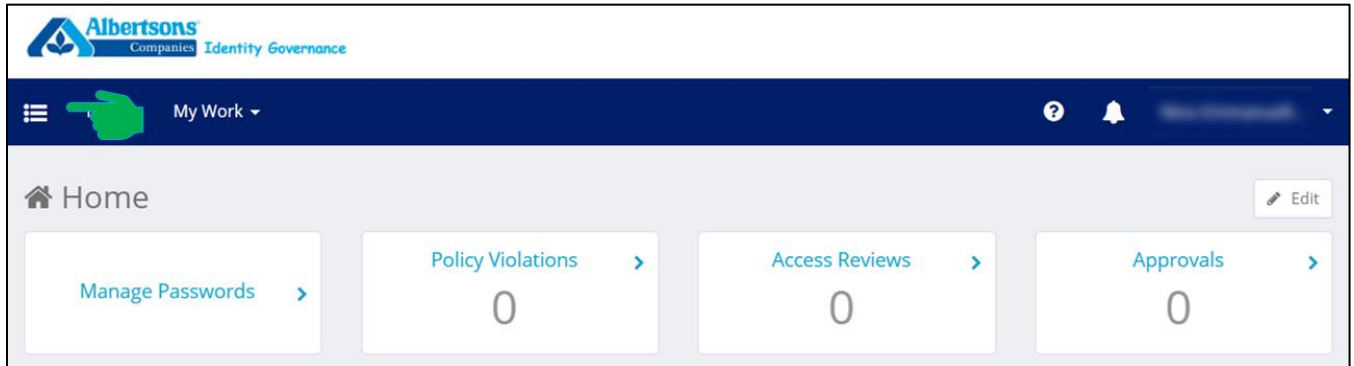 Albertsons
Companies Identity Governance
My Work
Home
Edit
Manage Passwords
Policy Violations
0
Access Reviews
0
Approvals
0